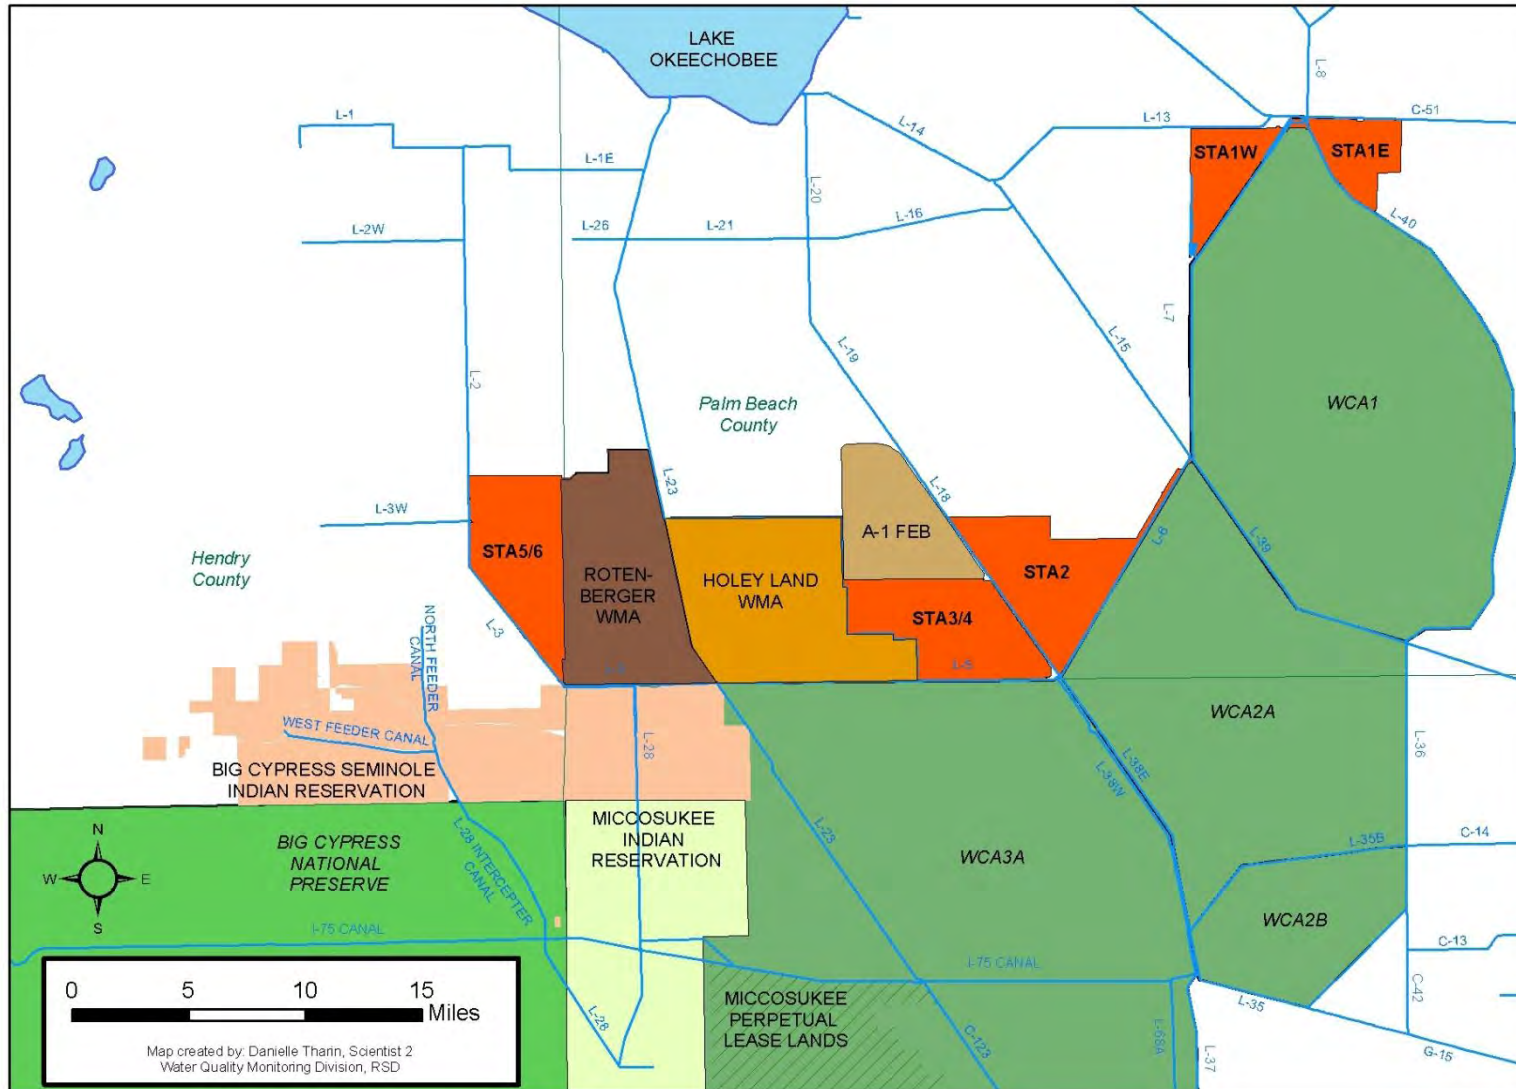 LAKE
OKEECHOBEE
L-8
C-51
L-1
L-14
L-13
STA1W
STA1E
L-1E
L-20
L-16
L-40
L-2W
L-26
L-21
L-7
L-15
L-19
L-2
WCA1
Palm Beach
County
L-23
L-18
L-3W
A-1 FEB
L-6
L-39
Hendry
County
STA5/6
ROTEN-
BERGER
WMA
HOLEY LAND
WMA
STA2
STA3/4
L-3
NORTH FEEDER
CANAL
L-5
WCA2A
WEST FEEDER CANAL
L-28
L-36
BIG CYPRESS SEMINOLE
INDIAN RESERVATION
L-38E
L-38W
MICCOSUKEE
INDIAN
RESERVATION
L-23
L-35B
C-14
BIG CYPRESS
NATIONAL
PRESERVE
L-28 INTERCEPTER
CANAL
WCA3A
WCA2B
N
W
E
S
I-75 CANAL
I-75 CANAL
C-13
C-42
L-35
0
5
10
15
Miles
L-28
MICCOSUKEE
PERPETUAL
LEASE LANDS
C-123
L-68A
L-37
G-15
Map created by: Danielle Tharin, Scientist 2
Water Quality Monitoring Division, RSD